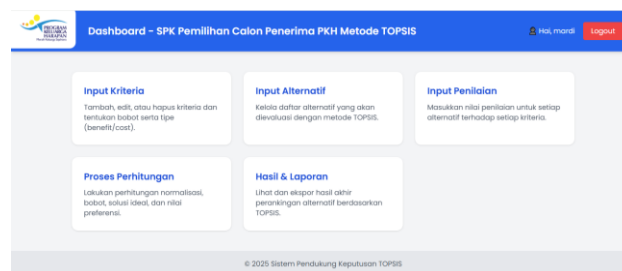 PROGRAM
KELUARGA
HARAPAN
Dashboard - SPK Pemilihan Calon Penerima PKH Metode TOPSIS
Hai, mardi
Logout
Input Kriteria
Tambah, edit, atau hapus kriteria dan
tentukan bobot serta tipe
(benefit/cost).
Input Alternatif
Kelola daftar alternatif yang akan
dievaluasi dengan metode TOPSIS.
Input Penilaian
Masukkan nilai penilaian untuk setiap
alternatif terhadap setiap kriteria.
Proses Perhitungan
Lakukan perhitungan normalisasi,
bobot, solusi ideal, dan nilai
preferensi.
Hasil & Laporan
Lihat dan ekspor hasil akhir
perankingan alternatif berdasarkan
TOPSIS.
© 2025 Sistem Pendukung Keputusan TOPSIS